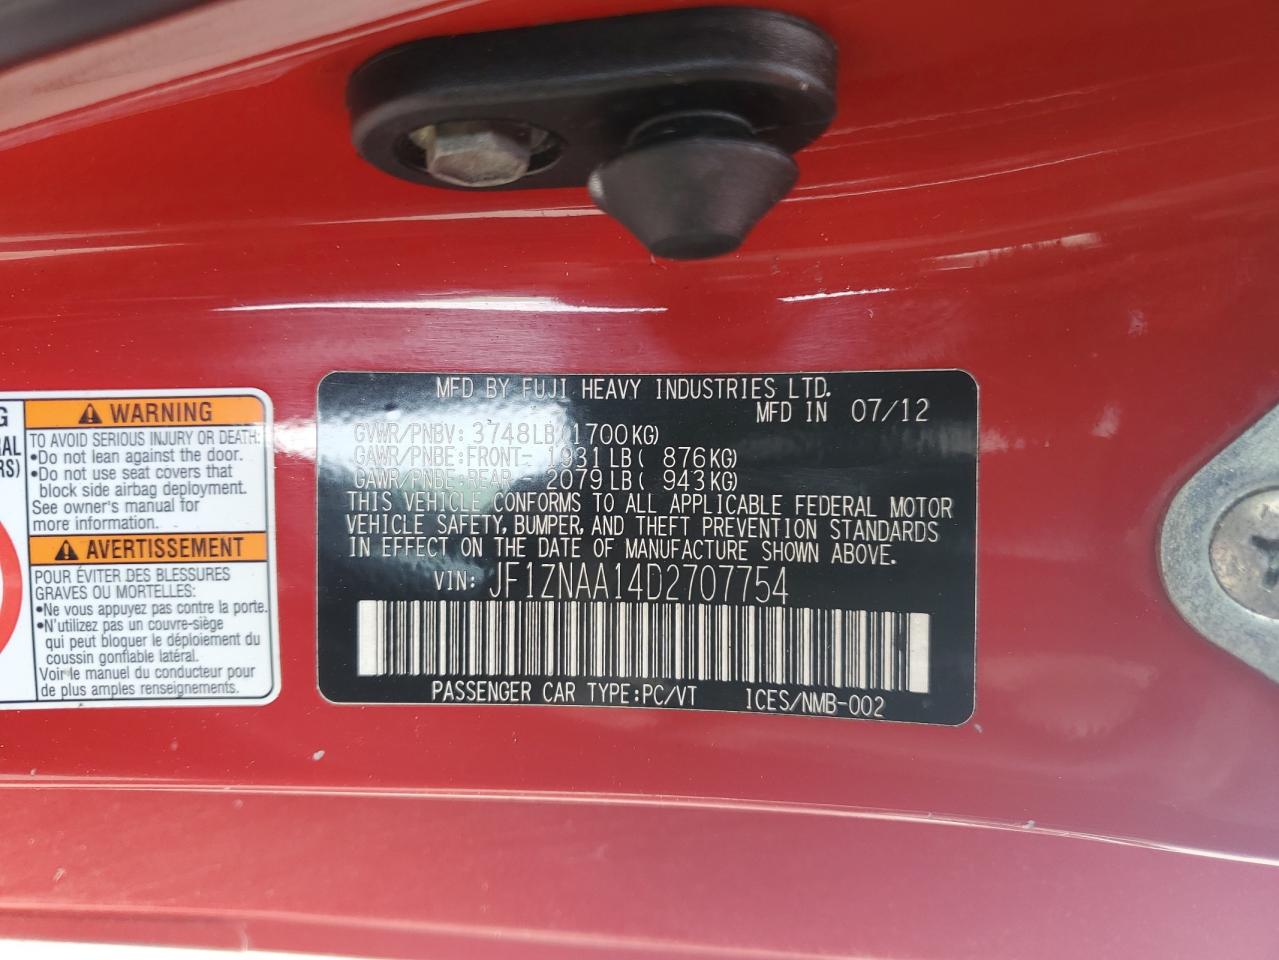 G
AL
RS)
WARNING
TO AVOID SERIOUS INJURY OR DEATH:
•Do not lean against the door.
•Do not use seat covers that
block side airbag deployment.
See owner's manual for
more information.
AVERTISSEMENT
POUR ÉVITER DES BLESSURES
GRAVES OU MORTELLES:
•Ne vous appuyez pas contre la porte.
•N'utilizez pas un couvre-siège
qui peut bloquer le déploiement du
coussin gonflable latéral.
Voir le manuel du conducteur pour
de plus amples renseignements.
MFD BY FUJI HEAVY INDUSTRIES LTD.
MFD IN 07/12
GVWR/PNBV: 3748LB(1700KG)
GAWR/PNBE:FRONT- 1931LB( 876KG)
GAWR/PNBE:REAR - 2079LB( 943KG)
THIS VEHICLE CONFORMS TO ALL APPLICABLE FEDERAL MOTOR
VEHICLE SAFETY, BUMPER, AND THEFT PREVENTION STANDARDS
IN EFFECT ON THE DATE OF MANUFACTURE SHOWN ABOVE.
VIN: JF1ZNAA14D2707754
PASSENGER CAR TYPE:PC/VT ICES/NMB-002